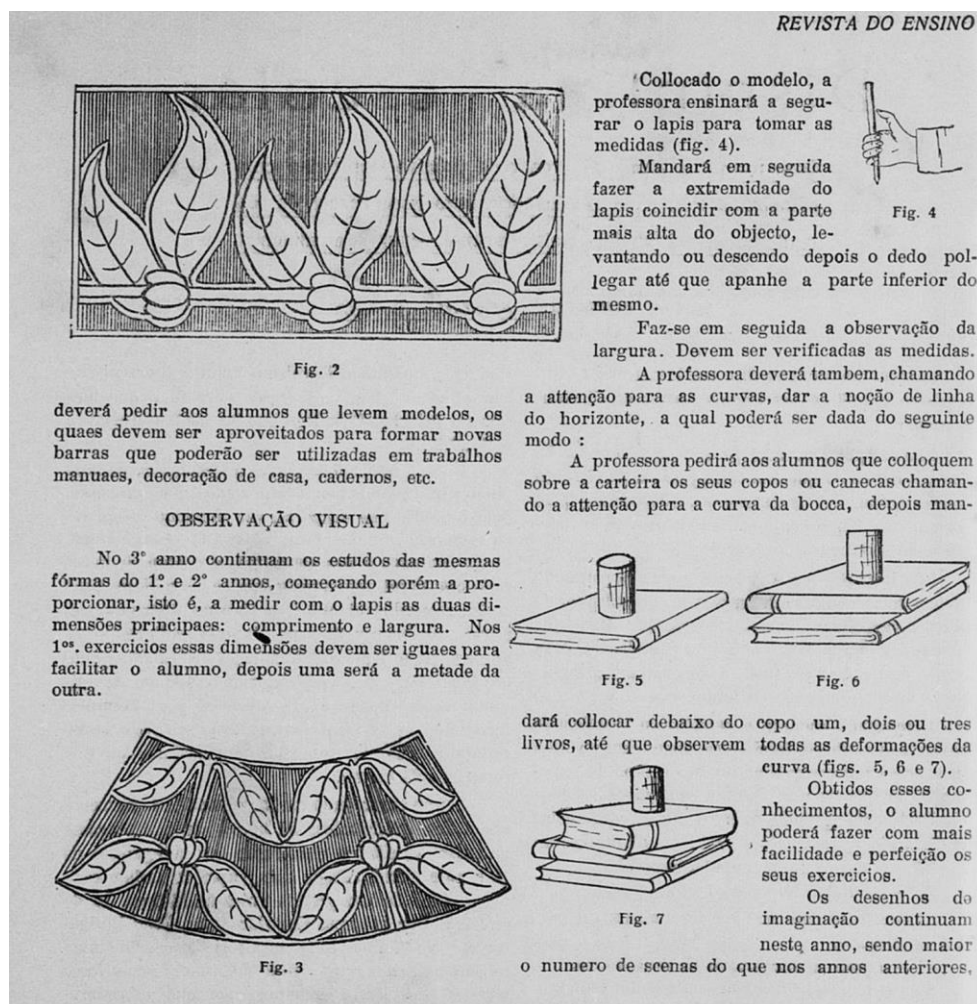 REVISTA DO ENSINO
Fig. 2
deverá pedir aos alumnos que levem modelos, os
quaes devem ser aproveitados para formar novas
barras que poderão ser utilizadas em trabalhos
manuaes, decoração de casa, cadernos, etc.
OBSERVAÇÃO VISUAL
No 3° anno continuam os estudos das mesmas
fórmas do 1° e 2° annos, começando porém a pro-
porcionar, isto é, a medir com o lapis as duas di-
mensões principaes: comprimento e largura. Nos
1ºˢ. exercicios essas dimensões devem ser iguaes para
facilitar o alumno, depois uma será a metade da
outra.
Fig. 3
Collocado o modelo, a
professora ensinará a segu-
rar o lapis para tomar as
medidas (fig. 4).
Mandará em seguida
fazer a extremidade do
lapis coincidir com a parte
mais alta do objecto, le-
Fig. 4
vantando ou descendo depois o dedo pol-
legar até que apanhe a parte inferior do
mesmo.
Faz-se em seguida a observação da
largura. Devem ser verificadas as medidas.
A professora deverá tambem, chamando
a attenção para as curvas, dar a noção de linha
do horizonte, a qual poderá ser dada do seguinte
modo :
A professora pedirá aos alumnos que colloquem
sobre a carteira os seus copos ou canecas chaman-
do a attenção para a curva da bocca, depois man-
Fig. 5
Fig. 6
dará collocar debaixo do copo um, dois ou tres
livros, até que observem todas as deformações da
curva (figs. 5, 6 e 7).
Obtidos esses co-
nhecimentos, o alumno
poderá fazer com mais
facilidade e perfeição os
seus exercicios.
Os desenhos de
imaginação continuam
neste anno, sendo maior
Fig. 7
o numero de scenas do que nos annos anteriores,